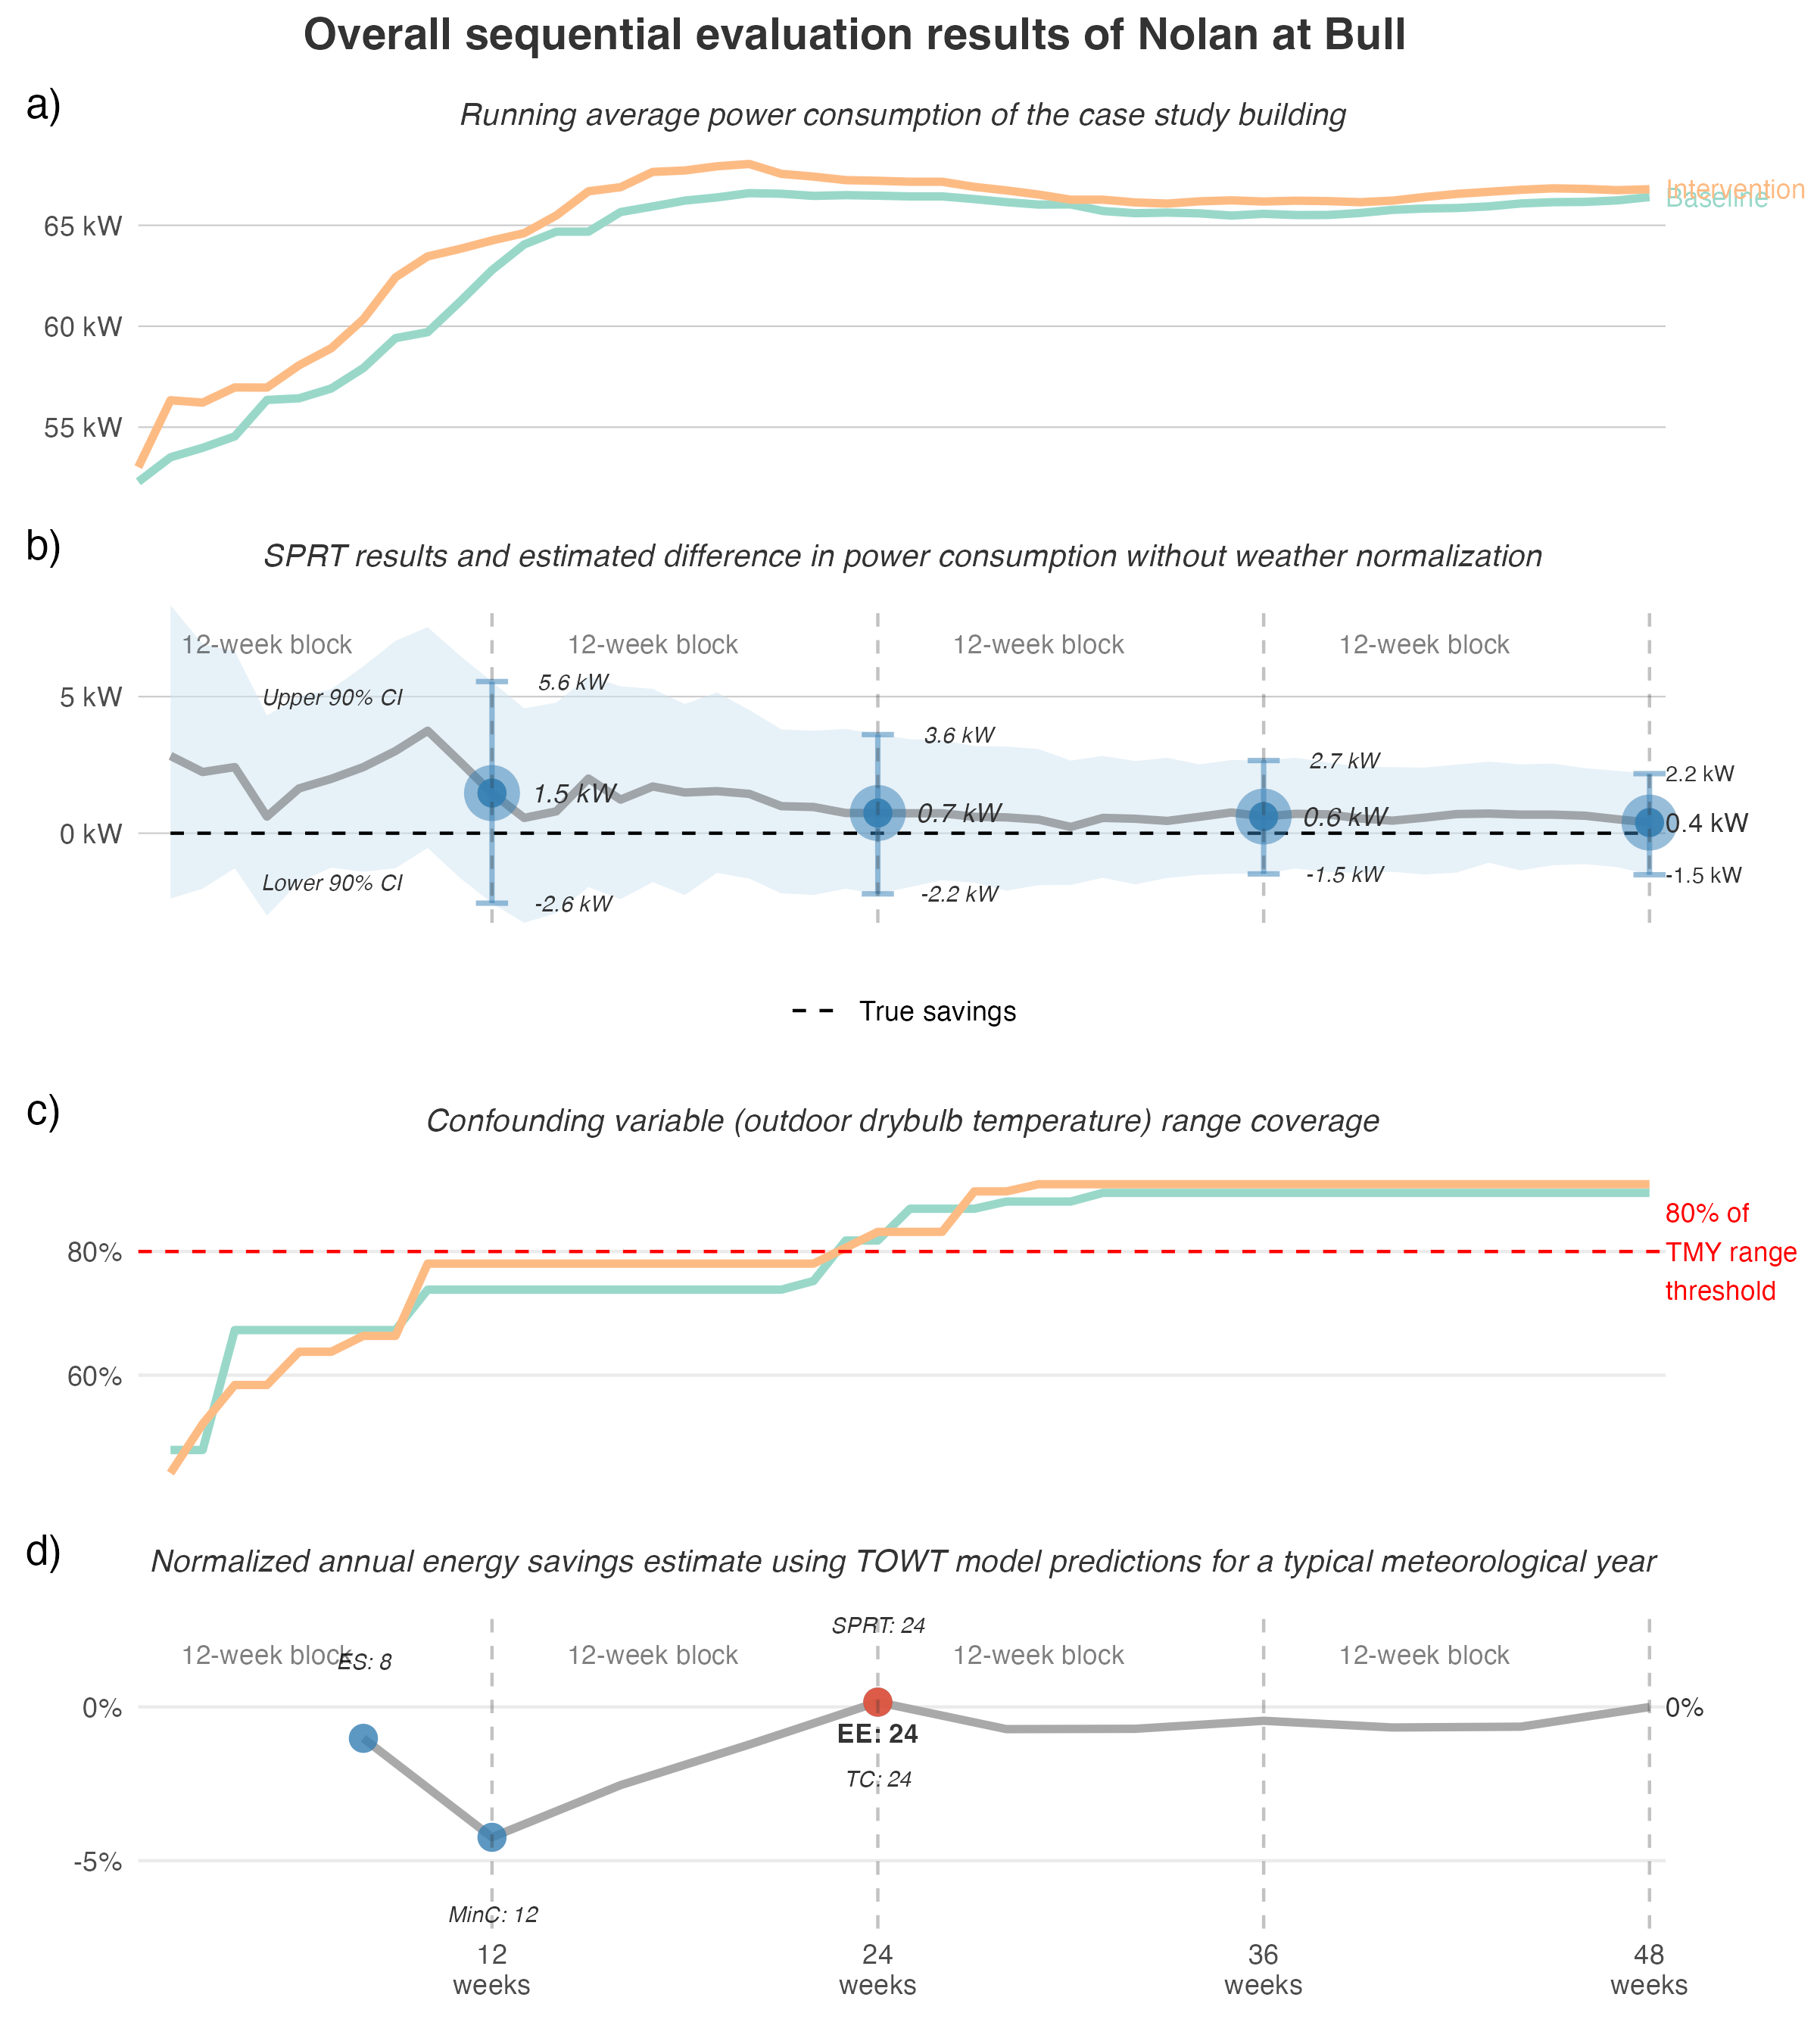 Overall sequential evaluation results of Nolan at Bull
a)
Running average power consumption of the case study building
Intervention
Baseline
65 kW
60 kW
55 kW
b)
SPRT results and estimated difference in power consumption without weather normalization
12-week block
12-week block
12-week block
12-week block
5 kW
Upper 90% CI
5.6 kW
3.6 kW
2.7 kW
2.2 kW
1.5 kW
0.7 kW
0.6 kW
0.4 kW
0 kW
Lower 90% CI
-2.6 kW
-2.2 kW
-1.5 kW
-1.5 kW
True savings
c)
Confounding variable (outdoor drybulb temperature) range coverage
80%
60%
80% of
TMY range
threshold
d)
Normalized annual energy savings estimate using TOWT model predictions for a typical meteorological year
SPRT: 24
12-week block
12-week block
12-week block
12-week block
ES: 8
0%
0%
EE: 24
TC: 24
-5%
MinC: 12
12
weeks
24
weeks
36
weeks
48
weeks